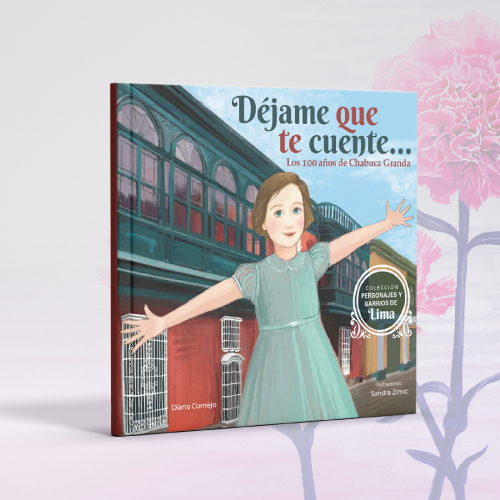 Déjame que
te cuente...
Los 100 años de Chabuca Granda
COLECCIÓN
PERSONAJES Y
BARRIOS DE
Lima
Diana Cornejo
Ilustraciones
Sandra Zimic